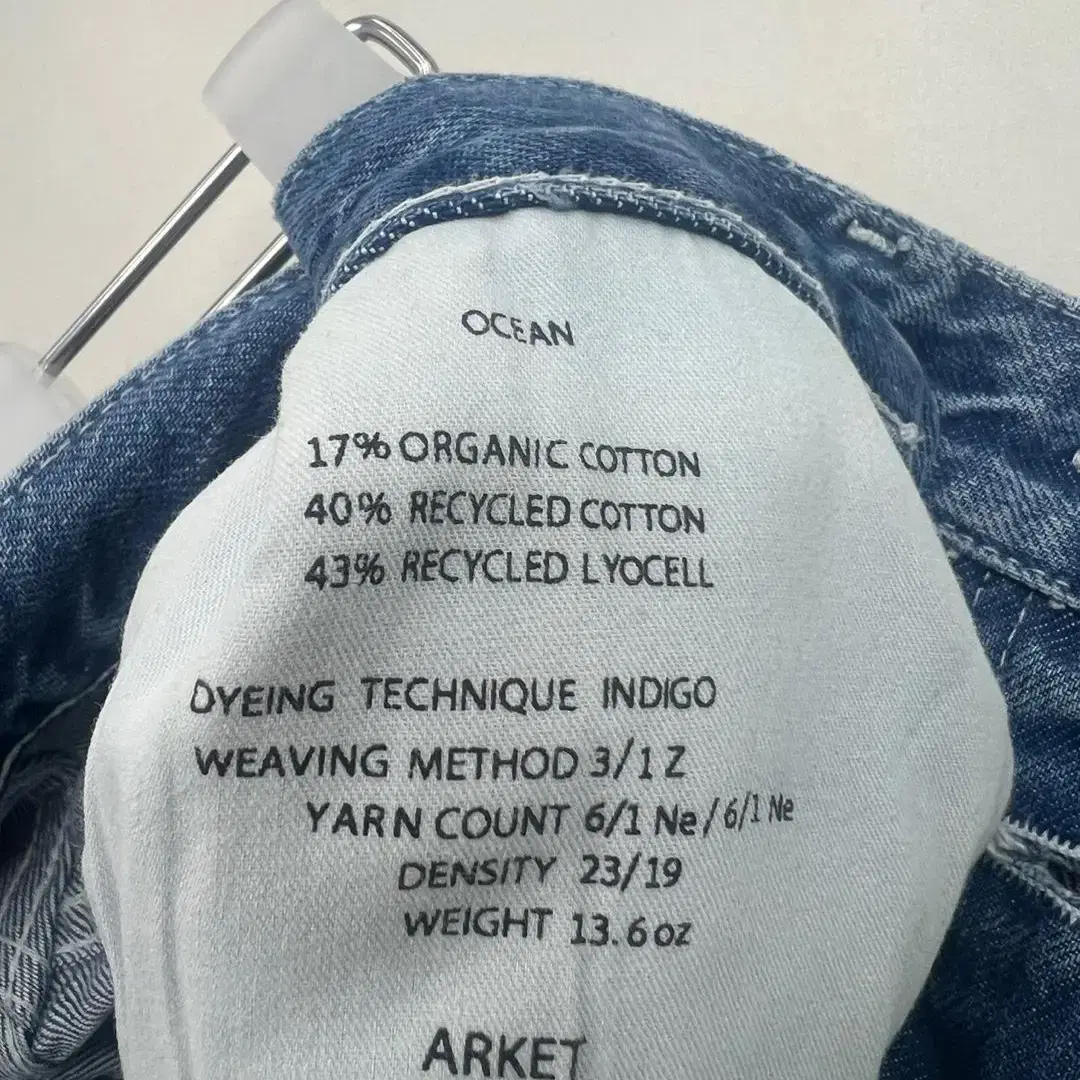 OCEAN
17% ORGANIC COTTON
40% RECYCLED COTTON
43% RECYCLED LYOCELL
DYEING TECHNIQUE INDIGO
WEAVING METHOD 3/1 Z
YARN COUNT 6/1 Ne/6/1 Ne
DENSITY 23/19
WEIGHT 13.6 oz
ARKET